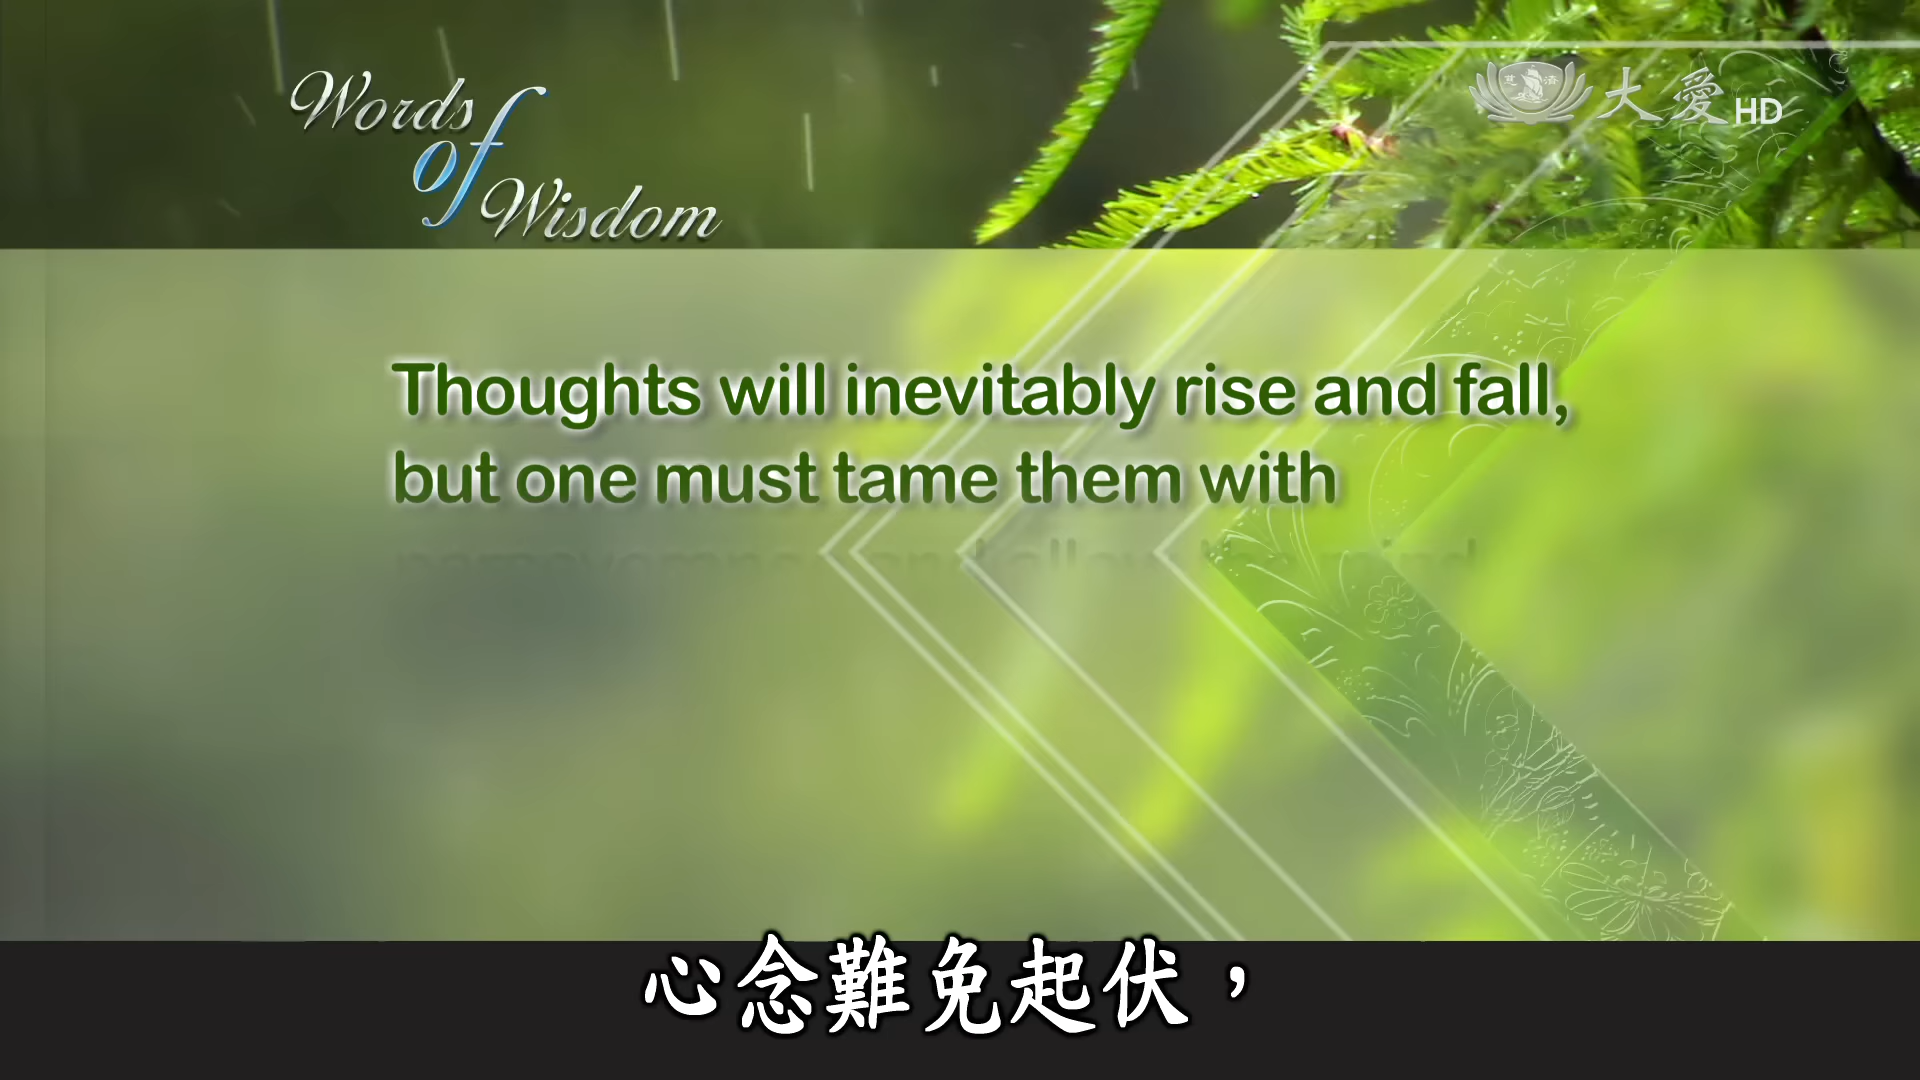 Words
of
Wisdom
大愛HD
Thoughts will inevitably rise and fall,
but one must tame them with
心念難免起伏，